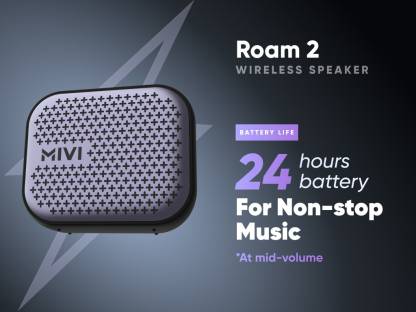 Roam 2
WIRELESS SPEAKER
MIVI
BATTERY LIFE
24 hours
battery
For Non-stop
Music
*At mid-volume